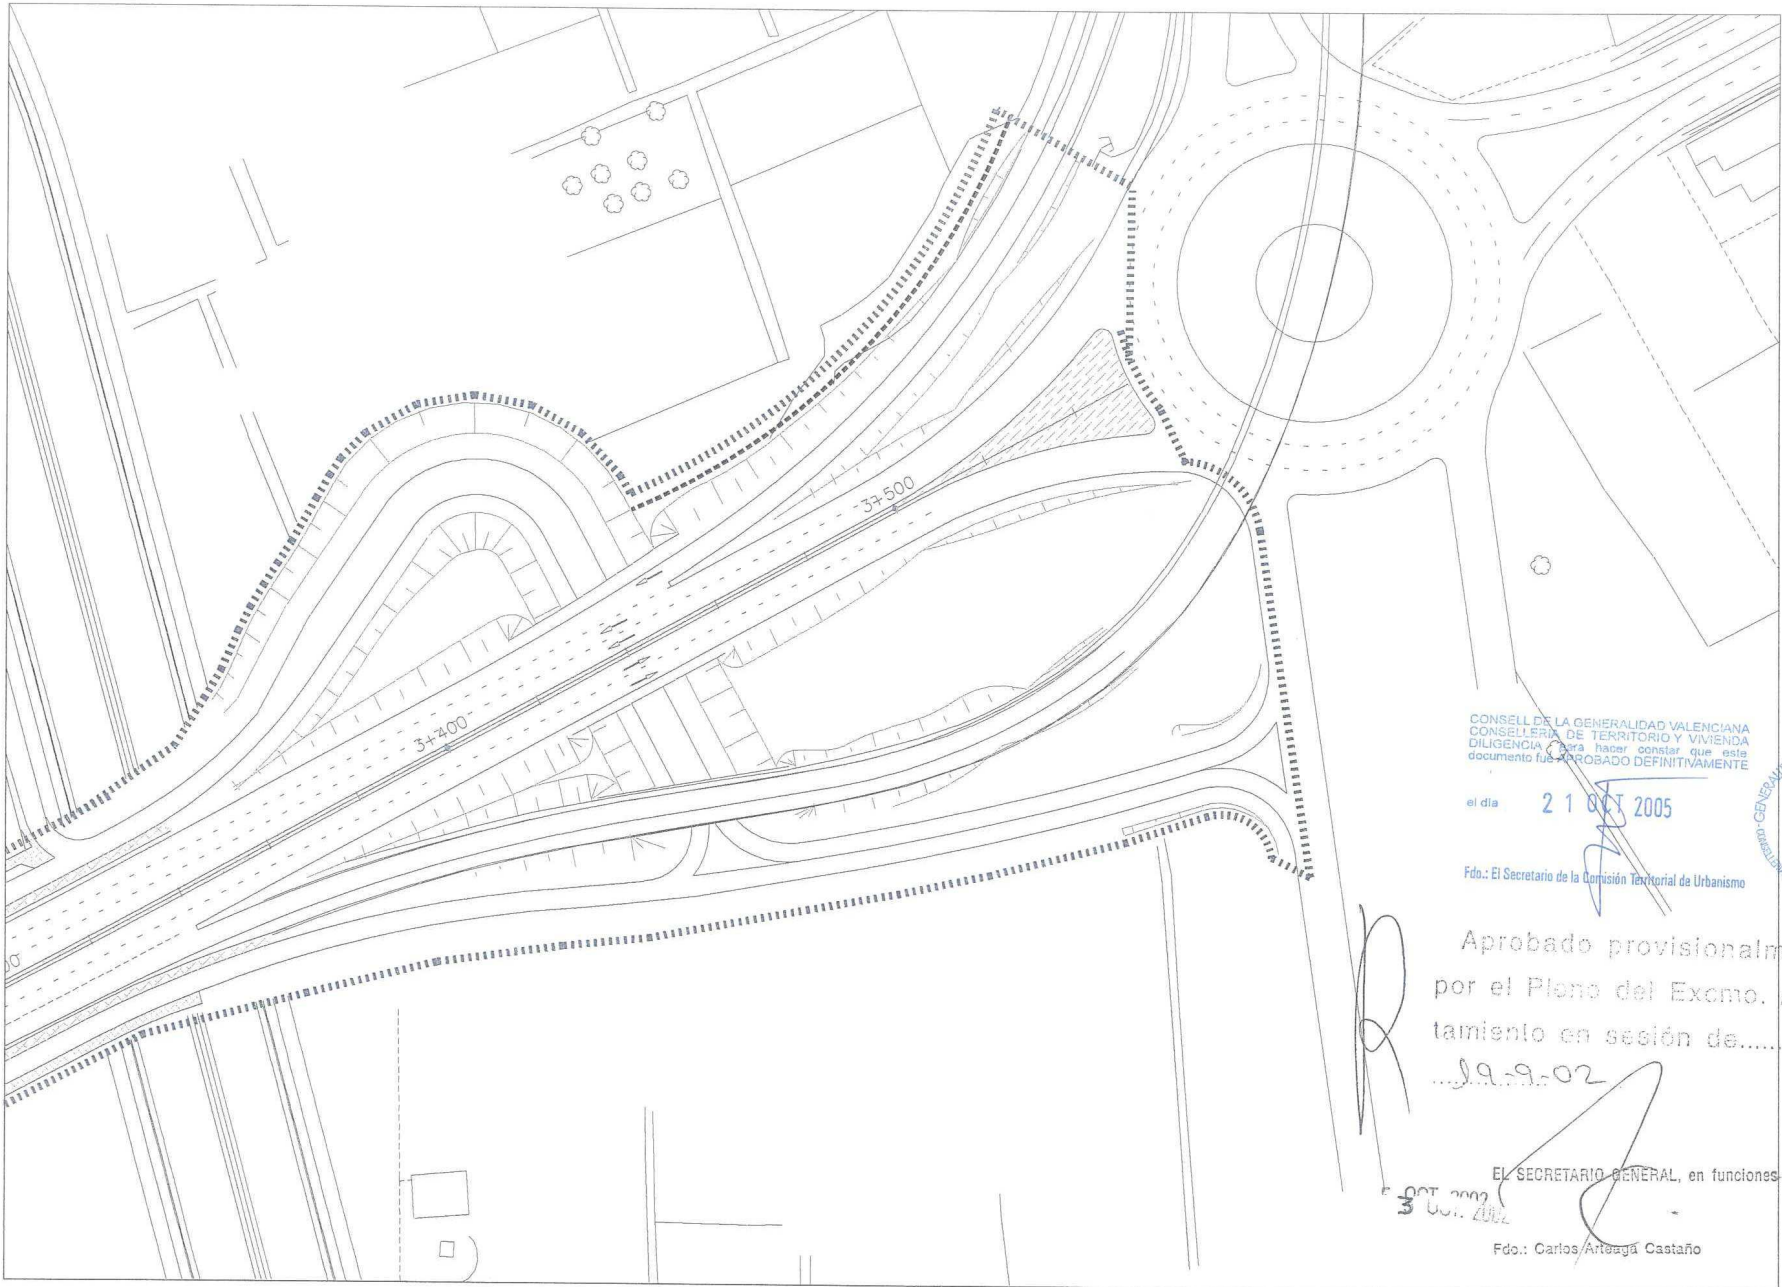 3+500
3+400
00
CONSELL DE LA GENERALIDAD VALENCIANA
CONSELLERIA DE TERRITORIO Y VIVIENDA
DILIGENCIA para hacer constar que este
documento fue APROBADO DEFINITIVAMENTE
el dia 21 OCT 2005
Fdo.: El Secretario de la Comisión Territorial de Urbanismo
Aprobado provisionalm
por el Pleno del Excmo.
tamiento en sesión de......
19-9-02
EL SECRETARIO GENERAL, en funciones
3 OCT. 2002
Fdo.: Carlos Arteaga Castaño